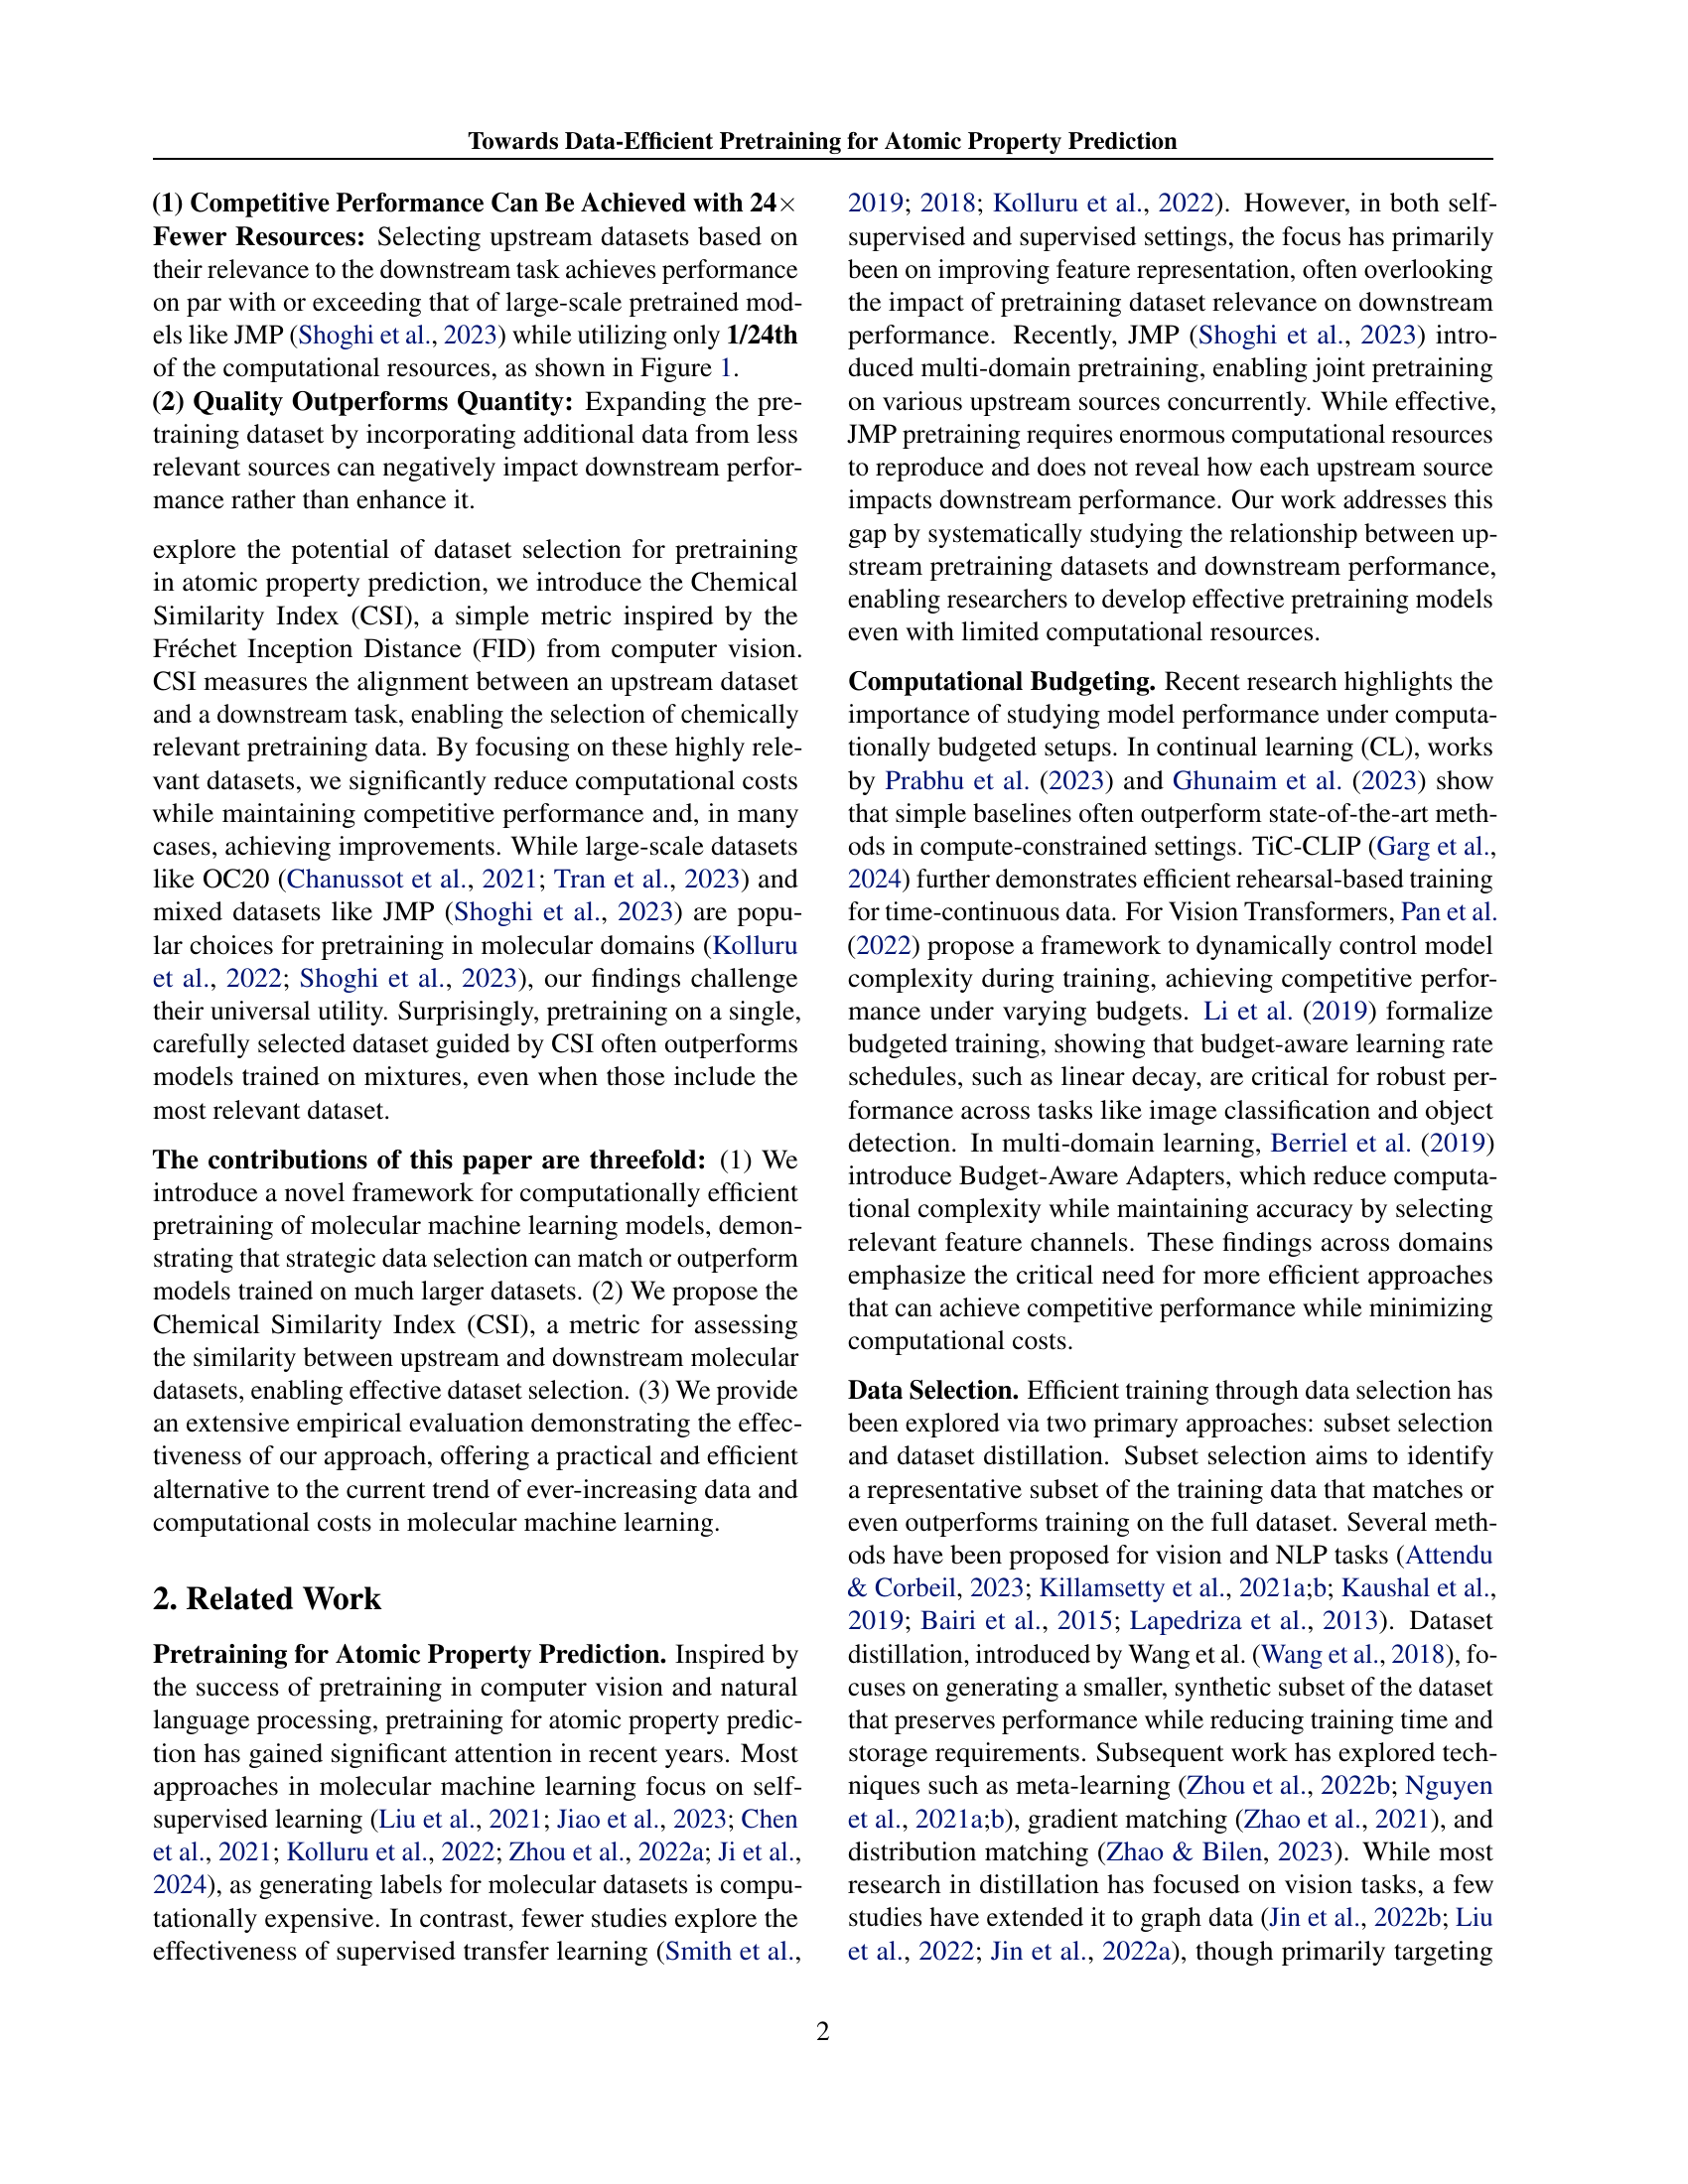 Towards Data-Efficient Pretraining for Atomic Property Prediction
(1) Competitive Performance Can Be Achieved with 24×
Fewer Resources: Selecting upstream datasets based on
their relevance to the downstream task achieves performance
on par with or exceeding that of large-scale pretrained mod-
els like JMP (Shoghi et al., 2023) while utilizing only 1/24th
of the computational resources, as shown in Figure 1.
(2) Quality Outperforms Quantity: Expanding the pre-
training dataset by incorporating additional data from less
relevant sources can negatively impact downstream perfor-
mance rather than enhance it.
explore the potential of dataset selection for pretraining
in atomic property prediction, we introduce the Chemical
Similarity Index (CSI), a simple metric inspired by the
Fréchet Inception Distance (FID) from computer vision.
CSI measures the alignment between an upstream dataset
and a downstream task, enabling the selection of chemically
relevant pretraining data. By focusing on these highly rele-
vant datasets, we significantly reduce computational costs
while maintaining competitive performance and, in many
cases, achieving improvements. While large-scale datasets
like OC20 (Chanussot et al., 2021; Tran et al., 2023) and
mixed datasets like JMP (Shoghi et al., 2023) are popu-
lar choices for pretraining in molecular domains (Kolluru
et al., 2022; Shoghi et al., 2023), our findings challenge
their universal utility. Surprisingly, pretraining on a single,
carefully selected dataset guided by CSI often outperforms
models trained on mixtures, even when those include the
most relevant dataset.
The contributions of this paper are threefold: (1) We
introduce a novel framework for computationally efficient
pretraining of molecular machine learning models, demon-
strating that strategic data selection can match or outperform
models trained on much larger datasets. (2) We propose the
Chemical Similarity Index (CSI), a metric for assessing
the similarity between upstream and downstream molecular
datasets, enabling effective dataset selection. (3) We provide
an extensive empirical evaluation demonstrating the effec-
tiveness of our approach, offering a practical and efficient
alternative to the current trend of ever-increasing data and
computational costs in molecular machine learning.
2. Related Work
Pretraining for Atomic Property Prediction. Inspired by
the success of pretraining in computer vision and natural
language processing, pretraining for atomic property predic-
tion has gained significant attention in recent years. Most
approaches in molecular machine learning focus on self-
supervised learning (Liu et al., 2021; Jiao et al., 2023; Chen
et al., 2021; Kolluru et al., 2022; Zhou et al., 2022a; Ji et al.,
2024), as generating labels for molecular datasets is compu-
tationally expensive. In contrast, fewer studies explore the
effectiveness of supervised transfer learning (Smith et al.,
2019; 2018; Kolluru et al., 2022). However, in both self-
supervised and supervised settings, the focus has primarily
been on improving feature representation, often overlooking
the impact of pretraining dataset relevance on downstream
performance. Recently, JMP (Shoghi et al., 2023) intro-
duced multi-domain pretraining, enabling joint pretraining
on various upstream sources concurrently. While effective,
JMP pretraining requires enormous computational resources
to reproduce and does not reveal how each upstream source
impacts downstream performance. Our work addresses this
gap by systematically studying the relationship between up-
stream pretraining datasets and downstream performance,
enabling researchers to develop effective pretraining models
even with limited computational resources.
Computational Budgeting. Recent research highlights the
importance of studying model performance under computa-
tionally budgeted setups. In continual learning (CL), works
by Prabhu et al. (2023) and Ghunaim et al. (2023) show
that simple baselines often outperform state-of-the-art meth-
ods in compute-constrained settings. TiC-CLIP (Garg et al.,
2024) further demonstrates efficient rehearsal-based training
for time-continuous data. For Vision Transformers, Pan et al.
(2022) propose a framework to dynamically control model
complexity during training, achieving competitive perfor-
mance under varying budgets. Li et al. (2019) formalize
budgeted training, showing that budget-aware learning rate
schedules, such as linear decay, are critical for robust per-
formance across tasks like image classification and object
detection. In multi-domain learning, Berriel et al. (2019)
introduce Budget-Aware Adapters, which reduce computa-
tional complexity while maintaining accuracy by selecting
relevant feature channels. These findings across domains
emphasize the critical need for more efficient approaches
that can achieve competitive performance while minimizing
computational costs.
Data Selection. Efficient training through data selection has
been explored via two primary approaches: subset selection
and dataset distillation. Subset selection aims to identify
a representative subset of the training data that matches or
even outperforms training on the full dataset. Several meth-
ods have been proposed for vision and NLP tasks (Attendu
& Corbeil, 2023; Killamsetty et al., 2021a;b; Kaushal et al.,
2019; Bairi et al., 2015; Lapedriza et al., 2013). Dataset
distillation, introduced by Wang et al. (Wang et al., 2018), fo-
cuses on generating a smaller, synthetic subset of the dataset
that preserves performance while reducing training time and
storage requirements. Subsequent work has explored tech-
niques such as meta-learning (Zhou et al., 2022b; Nguyen
et al., 2021a;b), gradient matching (Zhao et al., 2021), and
distribution matching (Zhao & Bilen, 2023). While most
research in distillation has focused on vision tasks, a few
studies have extended it to graph data (Jin et al., 2022b; Liu
et al., 2022; Jin et al., 2022a), though primarily targeting
2